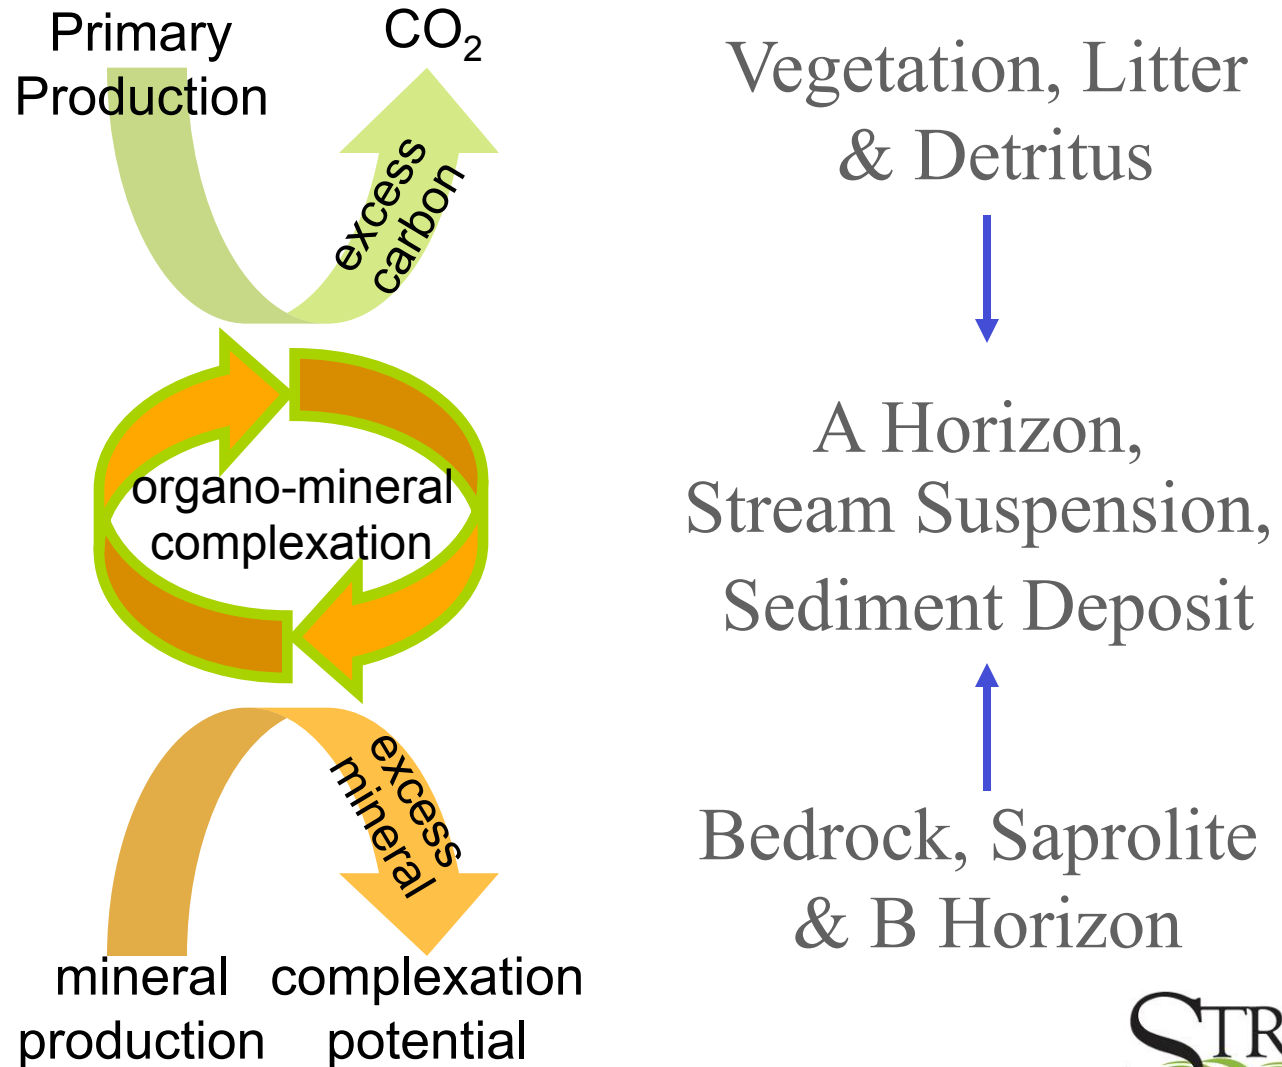 Primary
Production
CO₂
excess
carbon
organo-mineral
complexation
excess
mineral
mineral
production
complexation
potential
Vegetation, Litter
& Detritus
A Horizon,
Stream Suspension,
Sediment Deposit
Bedrock, Saprolite
& B Horizon
STR